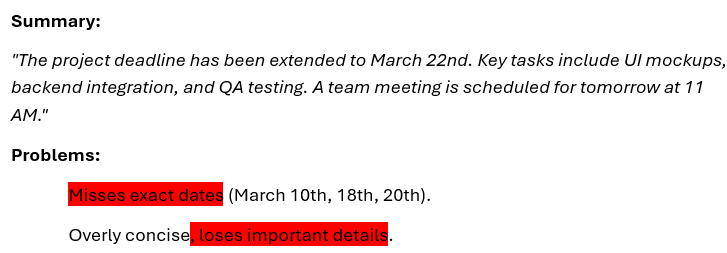 Summary:
"The project deadline has been extended to March 22nd. Key tasks include UI mockups,
backend integration, and QA testing. A team meeting is scheduled for tomorrow at 11
AM."
Problems:
Misses exact dates (March 10th, 18th, 20th).
Overly concise, loses important details.